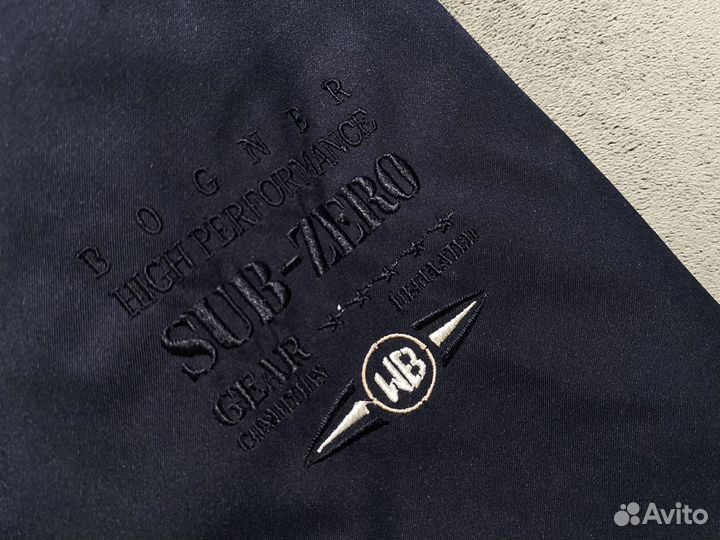 BOGNER
HIGH PERFORMANCE
SUB-ZERO
GEAR
WB
Avito